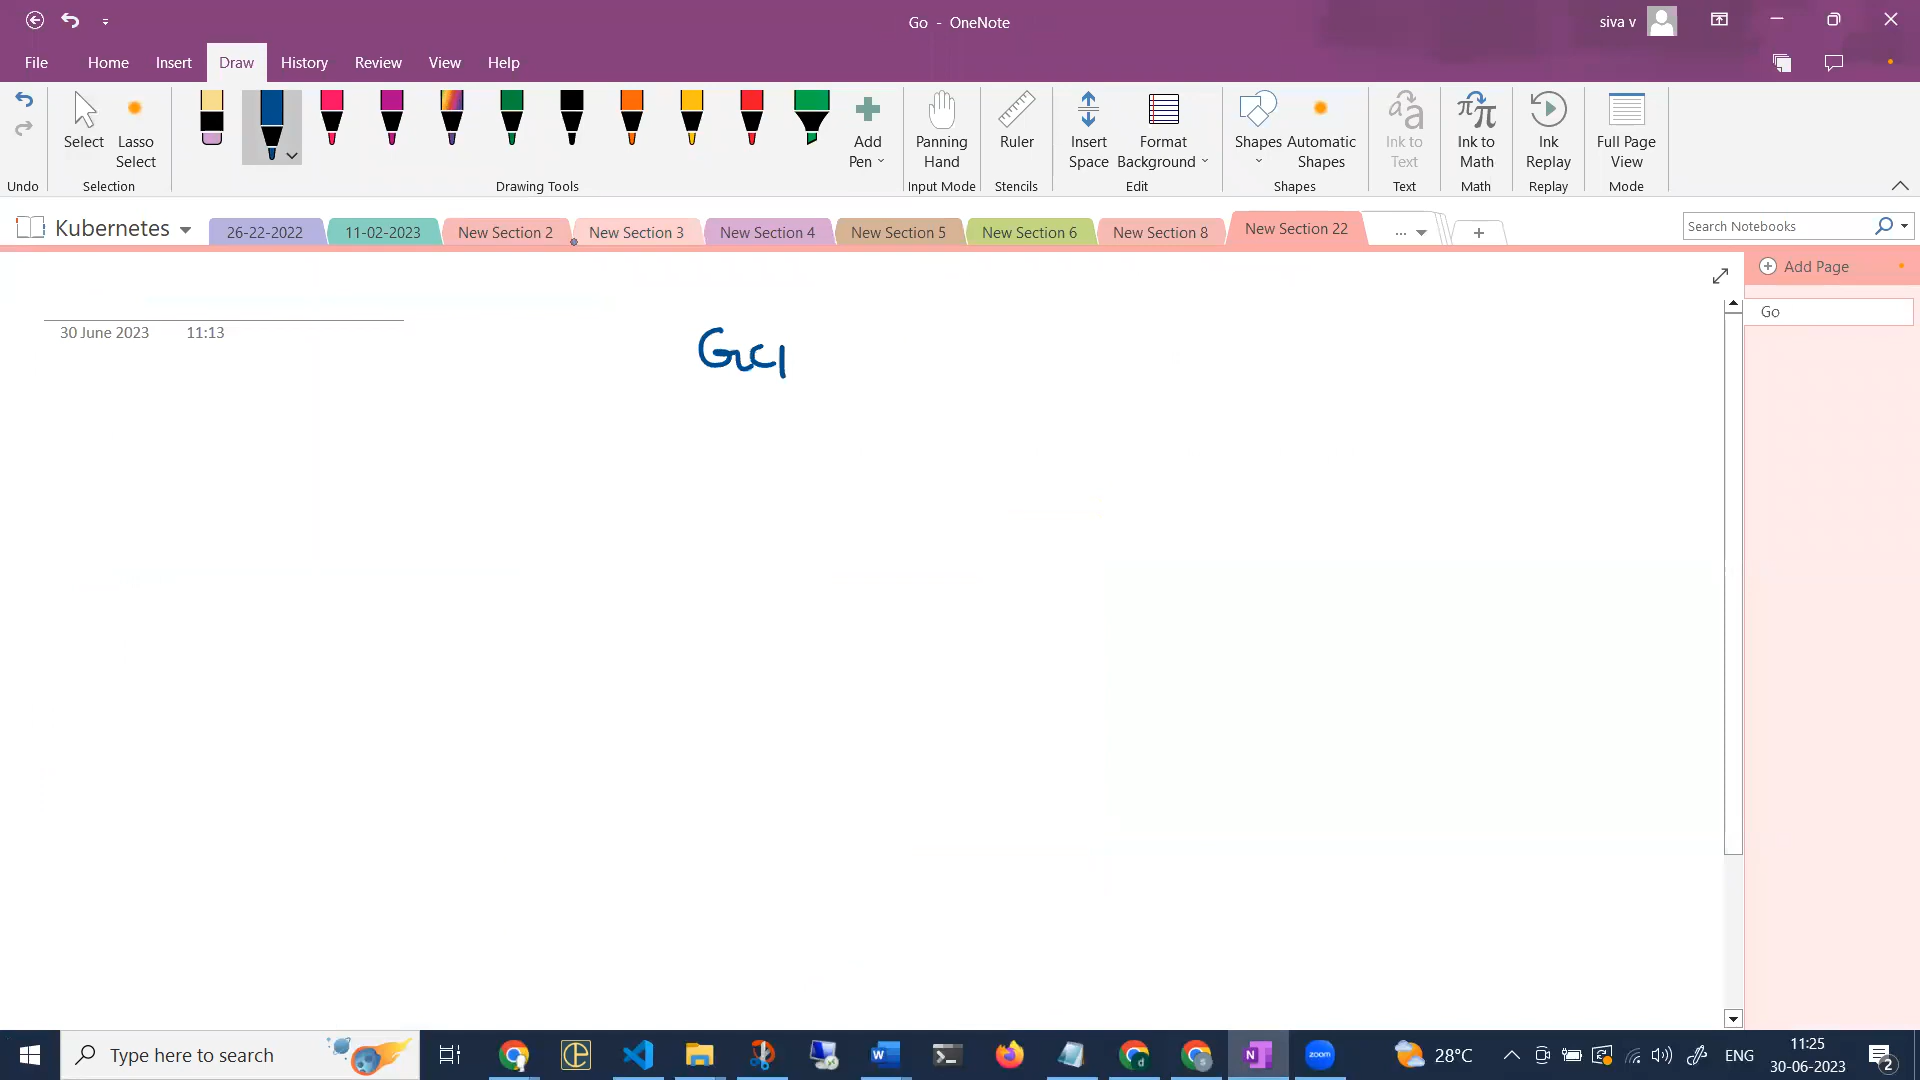 Go - OneNote
siva v
File Home Insert Draw History Review View Help
Select
Lasso Select
Add Pen
Panning Hand
Ruler
Insert Space
Format Background
Shapes
Automatic Shapes
Ink to Text
Ink to Math
Ink Replay
Full Page View
Undo Selection Drawing Tools Input Mode Stencils Edit Shapes Text Math Replay Mode
Kubernetes 26-22-2022 11-02-2023 New Section 2 New Section 3 New Section 4 New Section 5 New Section 6 New Section 8 New Section 22 ... + Search Notebooks
Add Page
Go
30 June 2023 11:13
Type here to search
zoom
28°C
ENG
11:25
30-06-2023
2